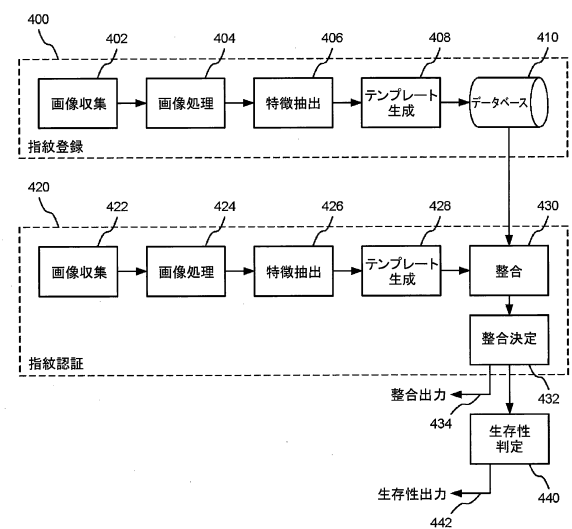 400
402
404
406
408
410
画像収集
画像処理
特徴抽出
テンプレート
生成
データベース
指紋登録
420
422
424
426
428
430
画像収集
画像処理
特徴抽出
テンプレート
生成
整合
整合決定
指紋認証
整合出力
434
432
生存性
判定
生存性出力
442
440